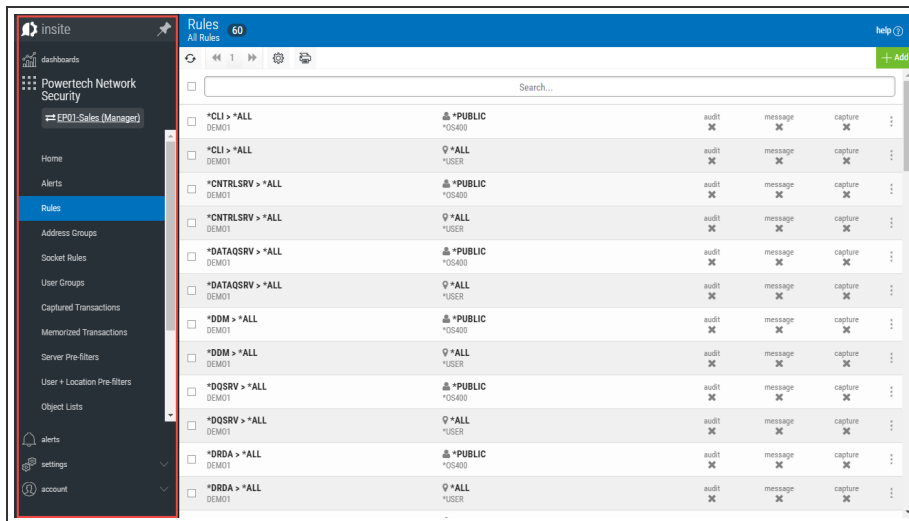 insite
dashboards
Powertech Network
Security
EP01-Sales (Manager)
Home
Alerts
Rules
Address Groups
Socket Rules
User Groups
Captured Transactions
Memorized Transactions
Server Pre-filters
User + Location Pre-filters
Object Lists
alerts
settings
account
Rules 60
All Rules
help ?
1
+ Add
Search...
*CLI > *ALL *PUBLIC audit message capture
DEMO1 *OS400
*CLI > *ALL *ALL audit message capture
DEMO1 *USER
*CNTRLSRV > *ALL *PUBLIC audit message capture
DEMO1 *OS400
*CNTRLSRV > *ALL *ALL audit message capture
DEMO1 *USER
*DATAQSRV > *ALL *PUBLIC audit message capture
DEMO1 *OS400
*DATAQSRV > *ALL *ALL audit message capture
DEMO1 *USER
*DDM > *ALL *PUBLIC audit message capture
DEMO1 *OS400
*DDM > *ALL *ALL audit message capture
DEMO1 *USER
*DQSRV > *ALL *PUBLIC audit message capture
DEMO1 *OS400
*DQSRV > *ALL *ALL audit message capture
DEMO1 *USER
*DRDA > *ALL *PUBLIC audit message capture
DEMO1 *OS400
*DRDA > *ALL *ALL audit message capture
DEMO1 *USER